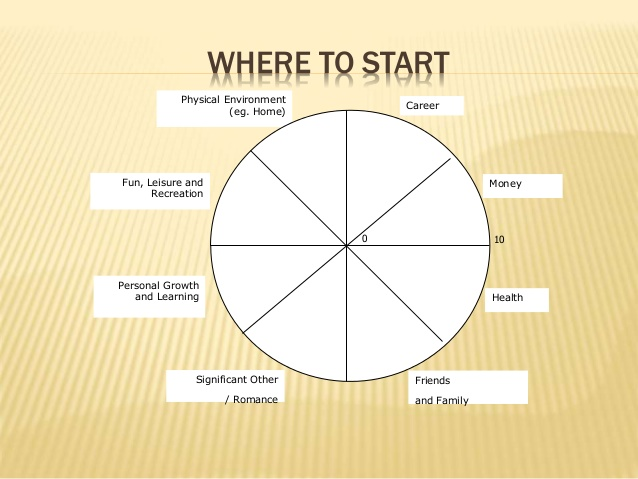 WHERE TO START
Physical Environment
(eg. Home)
Career
Fun, Leisure and
Recreation
Money
0
10
Personal Growth
and Learning
Health
Significant Other
/ Romance
Friends
and Family